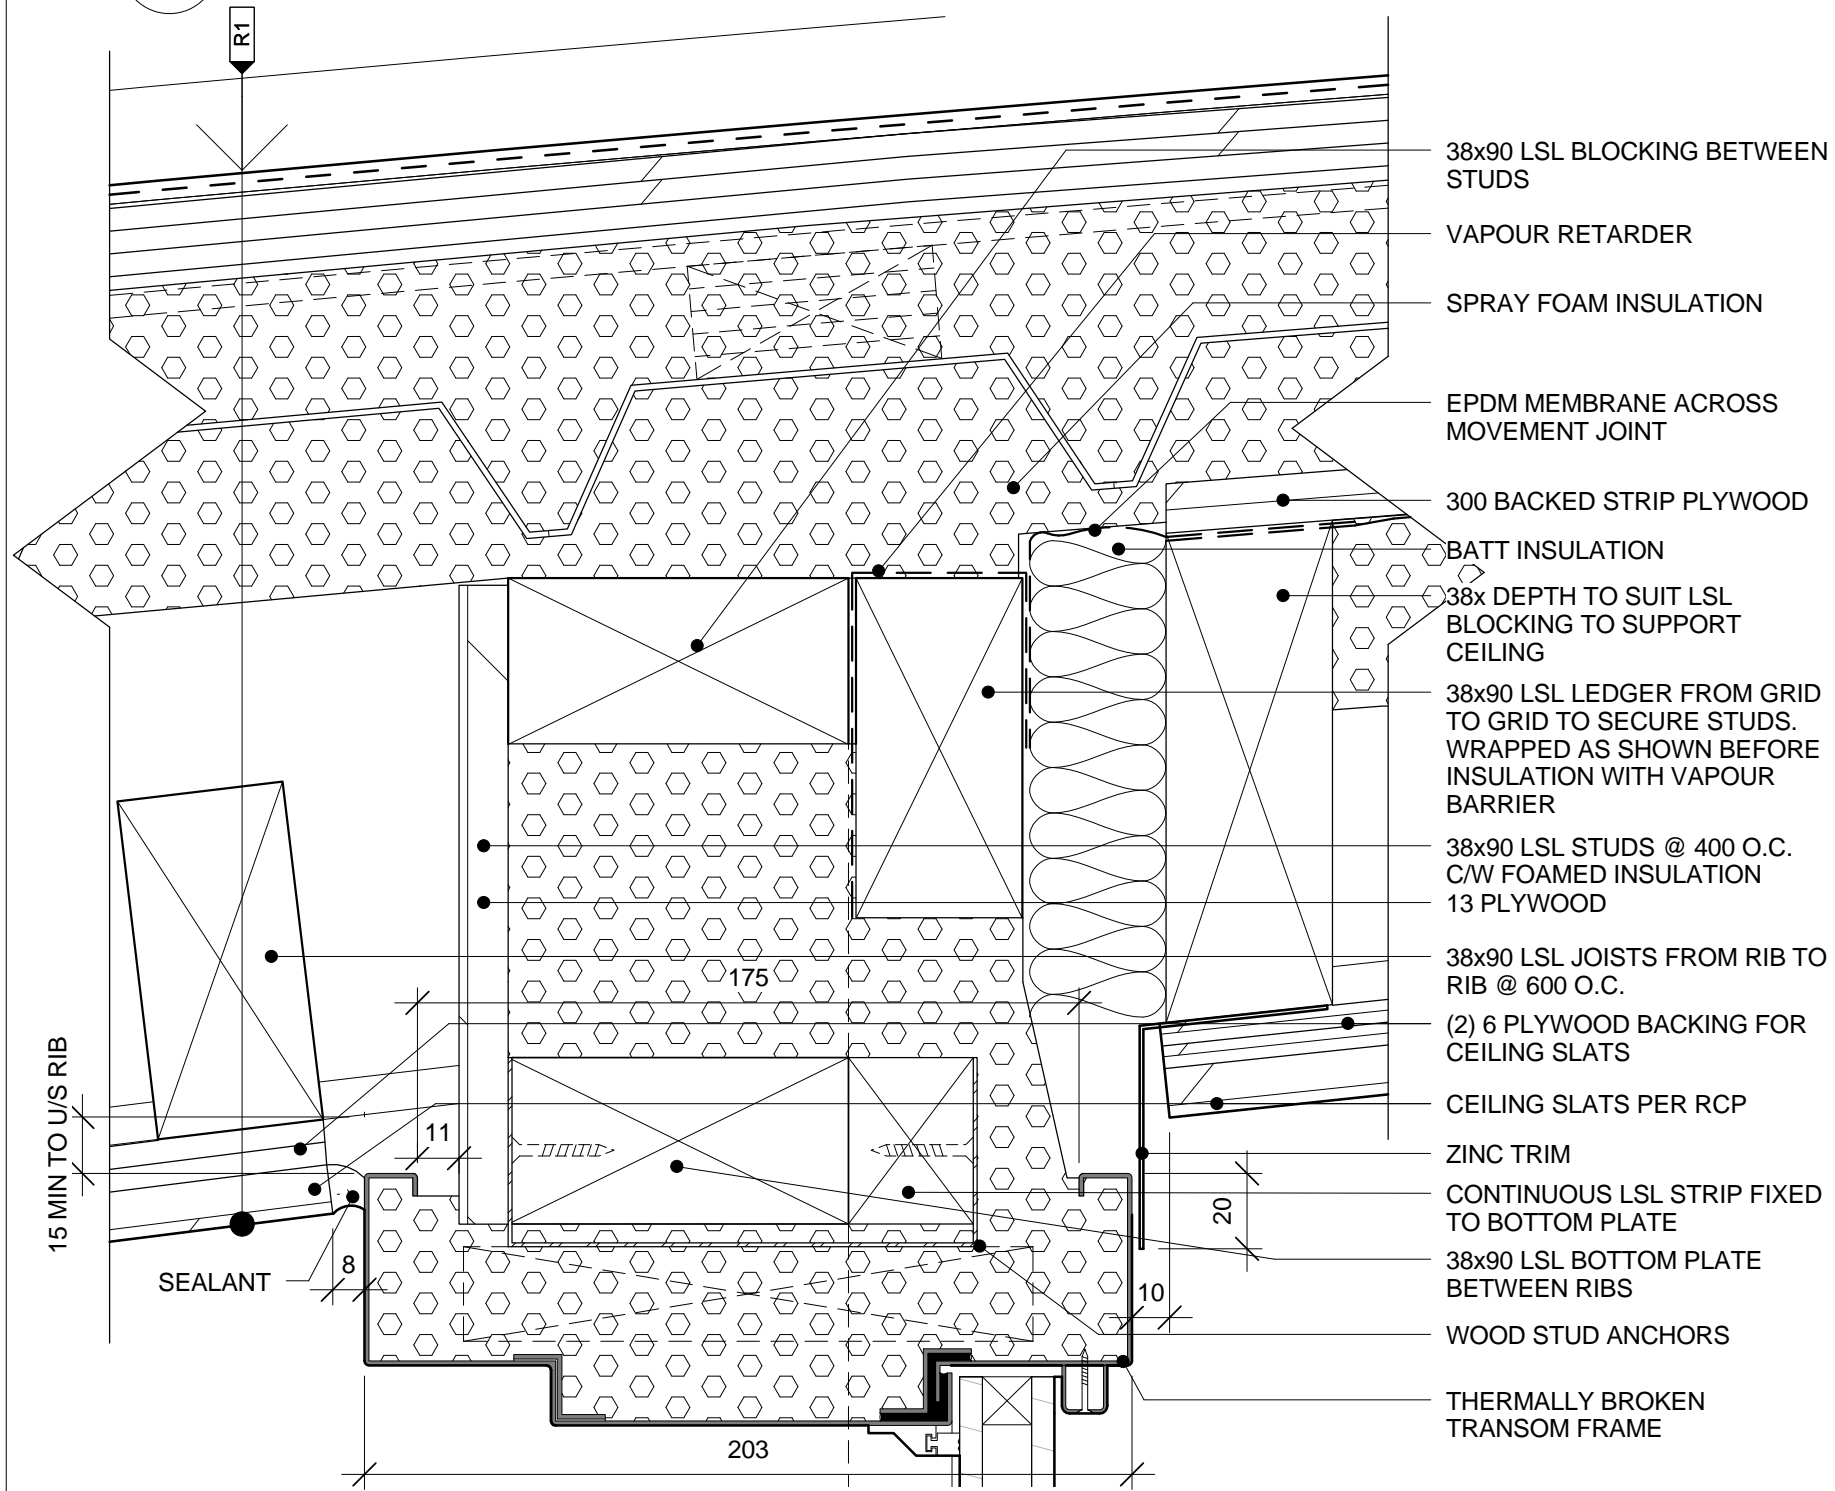 R1
38x90 LSL BLOCKING BETWEEN
STUDS
VAPOUR RETARDER
SPRAY FOAM INSULATION
EPDM MEMBRANE ACROSS
MOVEMENT JOINT
300 BACKED STRIP PLYWOOD
BATT INSULATION
38x DEPTH TO SUIT LSL
BLOCKING TO SUPPORT
CEILING
38x90 LSL LEDGER FROM GRID
TO GRID TO SECURE STUDS.
WRAPPED AS SHOWN BEFORE
INSULATION WITH VAPOUR
BARRIER
38x90 LSL STUDS @ 400 O.C.
C/W FOAMED INSULATION
13 PLYWOOD
38x90 LSL JOISTS FROM RIB TO
RIB @ 600 O.C.
(2) 6 PLYWOOD BACKING FOR
CEILING SLATS
CEILING SLATS PER RCP
ZINC TRIM
CONTINUOUS LSL STRIP FIXED
TO BOTTOM PLATE
38x90 LSL BOTTOM PLATE
BETWEEN RIBS
WOOD STUD ANCHORS
THERMALLY BROKEN
TRANSOM FRAME
175
11
15 MIN TO U/S RIB
SEALANT
8
20
10
203